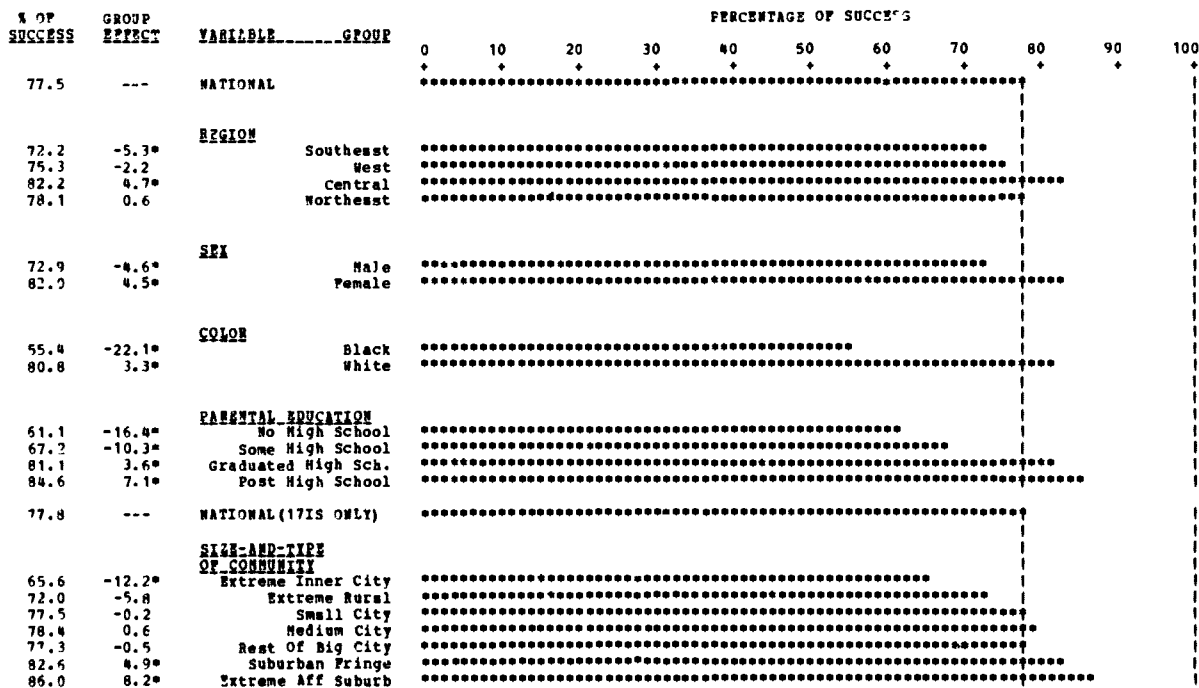 % OF GROUP PERCENTAGE OF SUCCESS
SUCCESS EFFECT VARIABLE GROUP
0 10 20 30 40 50 60 70 80 90 100
77.5 --- NATIONAL
REGION
72.2 -5.3* Southeast
75.3 -2.2 West
82.2 4.7* Central
78.1 0.6 Northeast
SEX
72.9 -4.6* Male
4.5* Female
COLOR
55.4 -22.1* Black
80.8 3.3* White
PARENTAL EDUCATION
61.1 -16.4* No High School
67.2 -10.3* Some High School
81.1 3.6* Graduated High Sch.
84.6 7.1* Post High School
77.8 --- NATIONAL(17IS ONLY)
SIZE-AND-TYPE
OF COMMUNITY
65.6 -12.2* Extreme Inner City
72.0 -5.8 Extreme Rural
77.5 -0.2 Small City
78.4 0.6 Medium City
77.3 -0.5 Rest Of Big City
82.6 4.9* Suburban Fringe
86.0 8.2* Extreme Aff Suburb